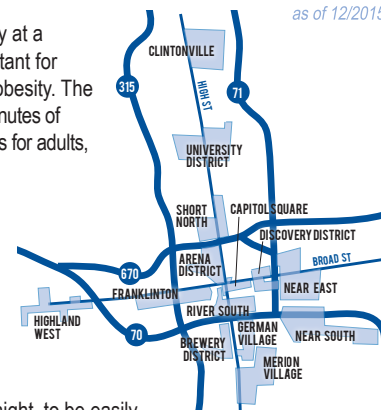 as of 12/2015
y at a
tant for
obesity. The
nutes of
s for adults,
CLINTONVILLE
315
HIGH ST
71
UNIVERSITY
DISTRICT
SHORT
NORTH
CAPITOL SQUARE
DISCOVERY DISTRICT
ARENA
DISTRICT
BROAD ST
670
FRANKLINTON
NEAR EAST
HIGHLAND
WEST
RIVER SOUTH
70
BREWERY
DISTRICT
GERMAN
VILLAGE
NEAR SOUTH
MERION
VILLAGE
ight, to be easily